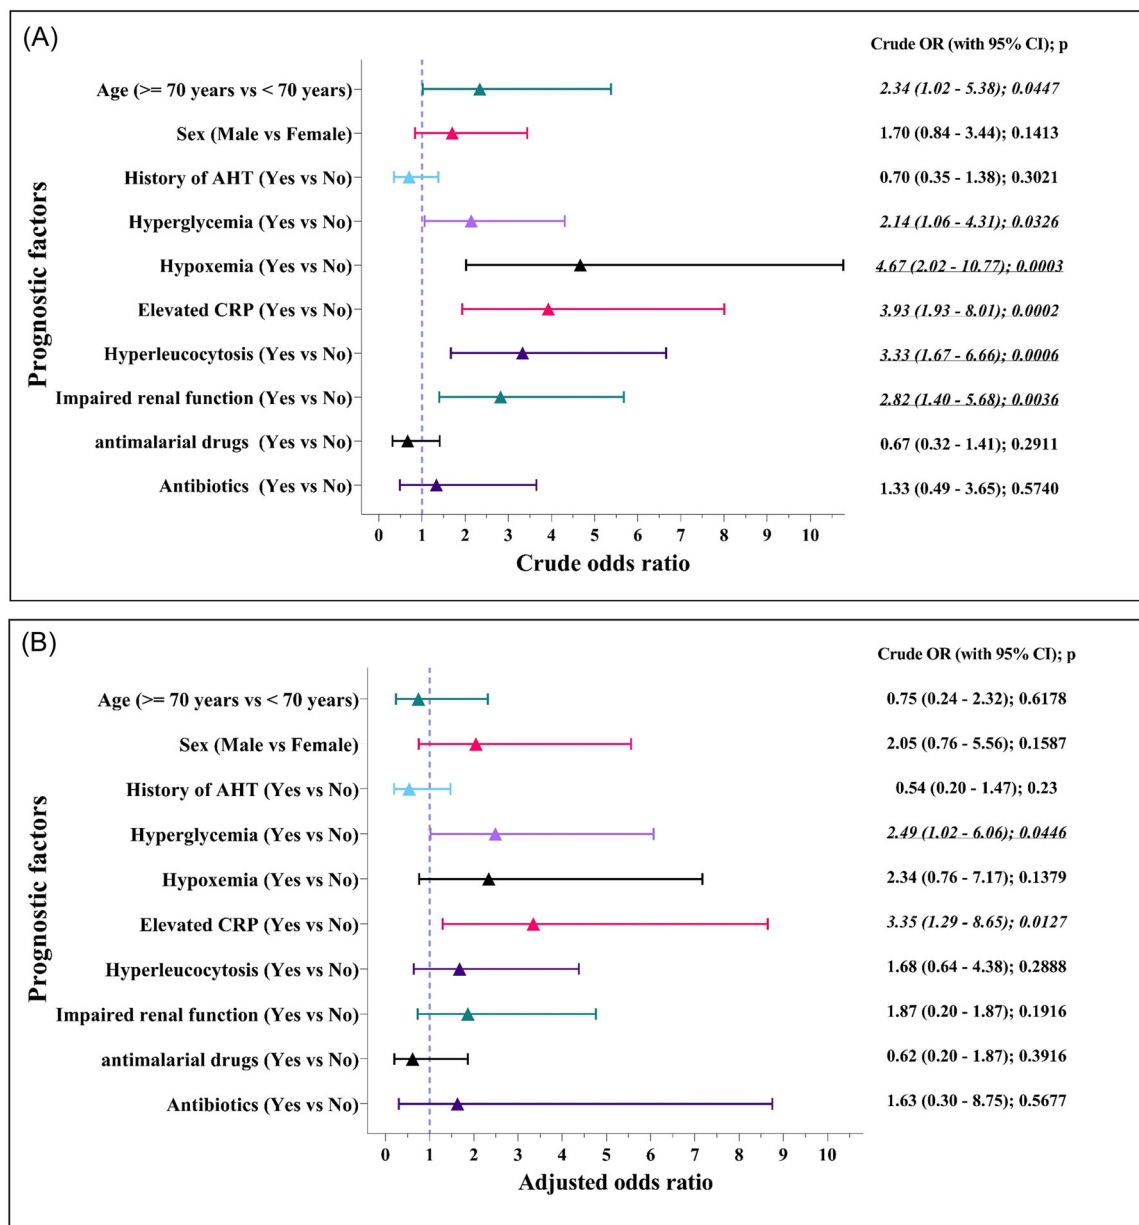 (A)
Crude OR (with 95% CI); p
Prognostic factors
Age (>= 70 years vs < 70 years) 2.34 (1.02 - 5.38); 0.0447
Sex (Male vs Female) 1.70 (0.84 - 3.44); 0.1413
History of AHT (Yes vs No) 0.70 (0.35 - 1.38); 0.3021
Hyperglycemia (Yes vs No) 2.14 (1.06 - 4.31); 0.0326
Hypoxemia (Yes vs No) 4.67 (2.02 - 10.77); 0.0003
Elevated CRP (Yes vs No) 3.93 (1.93 - 8.01); 0.0002
Hyperleucocytosis (Yes vs No) 3.33 (1.67 - 6.66); 0.0006
Impaired renal function (Yes vs No) 2.82 (1.40 - 5.68); 0.0036
antimalarial drugs (Yes vs No) 0.67 (0.32 - 1.41); 0.2911
Antibiotics (Yes vs No) 1.33 (0.49 - 3.65); 0.5740
0 1 2 3 4 5 6 7 8 9 10
Crude odds ratio
(B)
Crude OR (with 95% CI); p
Prognostic factors
Age (>= 70 years vs < 70 years) 0.75 (0.24 - 2.32); 0.6178
Sex (Male vs Female) 2.05 (0.76 - 5.56); 0.1587
History of AHT (Yes vs No) 0.54 (0.20 - 1.47); 0.23
Hyperglycemia (Yes vs No) 2.49 (1.02 - 6.06); 0.0446
Hypoxemia (Yes vs No) 2.34 (0.76 - 7.17); 0.1379
Elevated CRP (Yes vs No) 3.35 (1.29 - 8.65); 0.0127
Hyperleucocytosis (Yes vs No) 1.68 (0.64 - 4.38); 0.2888
Impaired renal function (Yes vs No) 1.87 (0.20 - 1.87); 0.1916
antimalarial drugs (Yes vs No) 0.62 (0.20 - 1.87); 0.3916
Antibiotics (Yes vs No) 1.63 (0.30 - 8.75); 0.5677
0 1 2 3 4 5 6 7 8 9 10
Adjusted odds ratio